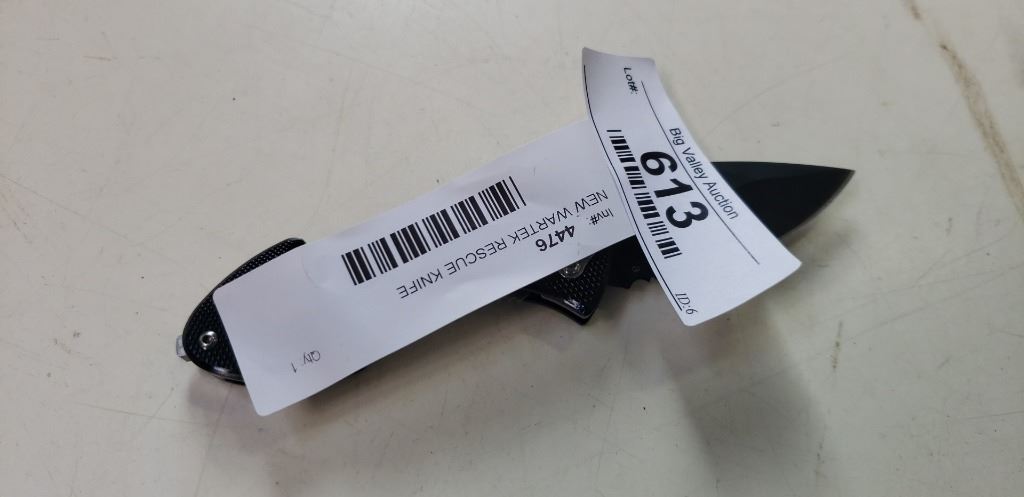 Big Valley Auction
Lot#:
613
ID:6
Inv#: 4476
NEW WARTEK RESCUE KNIFE
Qty: 1